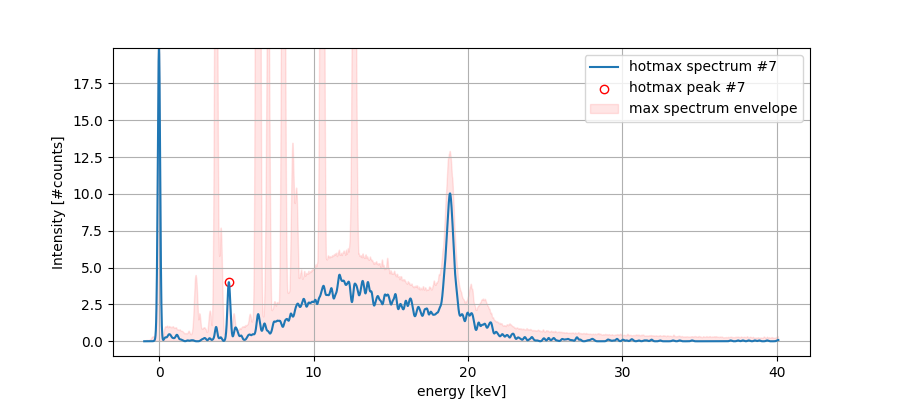 hotmax spectrum #7
hotmax peak #7
max spectrum envelope
Intensity [#counts]
17.5
15.0
12.5
10.0
7.5
5.0
2.5
0.0
0 10 20 30 40
energy [keV]